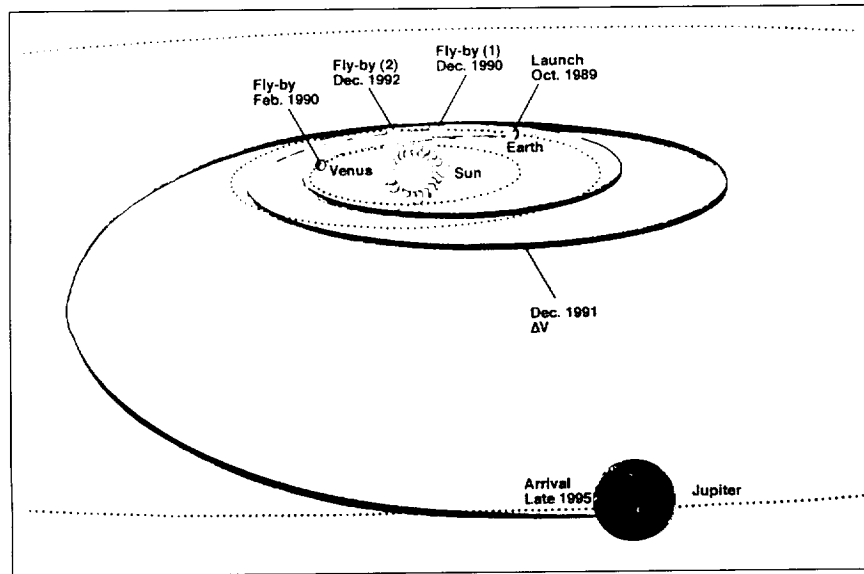 Fly-by (1)
Dec. 1990
Launch
Oct. 1989
Fly-by (2)
Dec. 1992
Fly-by
Feb. 1990
Earth
Venus
Sun
Dec. 1991
ΔV
Arrival
Late 1995
Jupiter